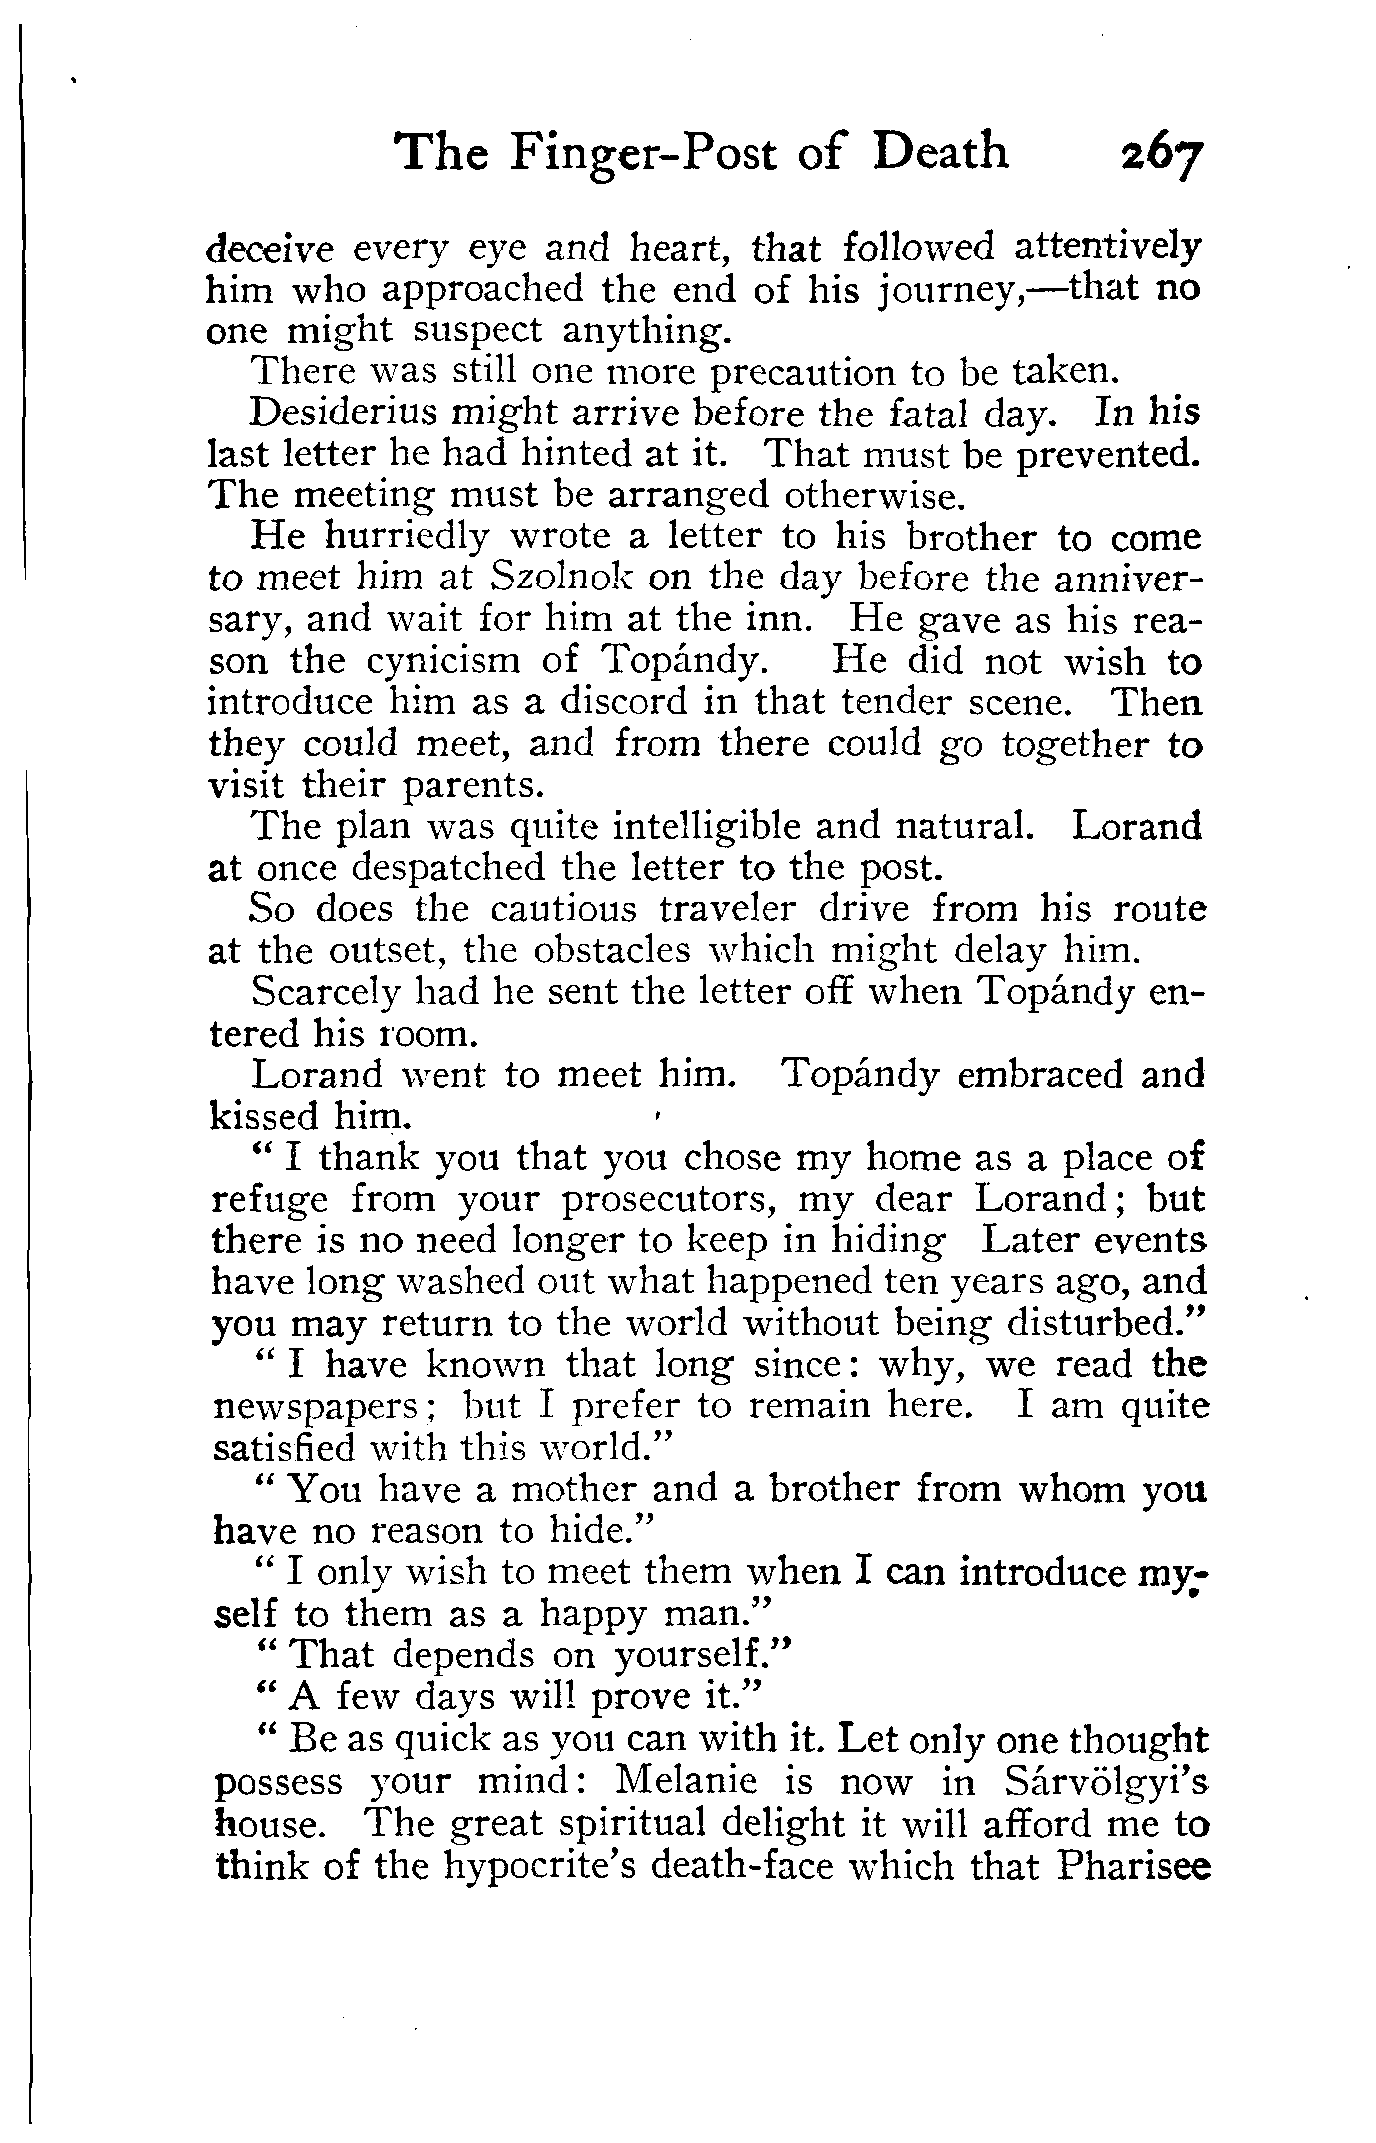 The Finger-Post of Death 267
deceive every eye and heart, that followed attentively
him who approached the end of his journey,—that no
one might suspect anything.
There was still one more precaution to be taken.
Desiderius might arrive before the fatal day. In his
last letter he had hinted at it. That must be prevented.
The meeting must be arranged otherwise.
He hurriedly wrote a letter to his brother to come
to meet him at Szolnok on the day before the anniver-
sary, and wait for him at the inn. He gave as his rea-
son the cynicism of Topándy. He did not wish to
introduce him as a discord in that tender scene. Then
they could meet, and from there could go together to
visit their parents.
The plan was quite intelligible and natural. Lorand
at once despatched the letter to the post.
So does the cautious traveler drive from his route
at the outset, the obstacles which might delay him.
Scarcely had he sent the letter off when Topándy en-
tered his room.
Lorand went to meet him. Topándy embraced and
kissed him.
“ I thank you that you chose my home as a place of
refuge from your prosecutors, my dear Lorand; but
there is no need longer to keep in hiding Later events
have long washed out what happened ten years ago, and
you may return to the world without being disturbed.”
“ I have known that long since: why, we read the
newspapers; but I prefer to remain here. I am quite
satisfied with this world.”
“ You have a mother and a brother from whom you
have no reason to hide.”
“ I only wish to meet them when I can introduce my-
self to them as a happy man.”
“ That depends on yourself.”
“ A few days will prove it.”
“ Be as quick as you can with it. Let only one thought
possess your mind: Melanie is now in Sárvölgyi’s
house. The great spiritual delight it will afford me to
think of the hypocrite’s death-face which that Pharisee